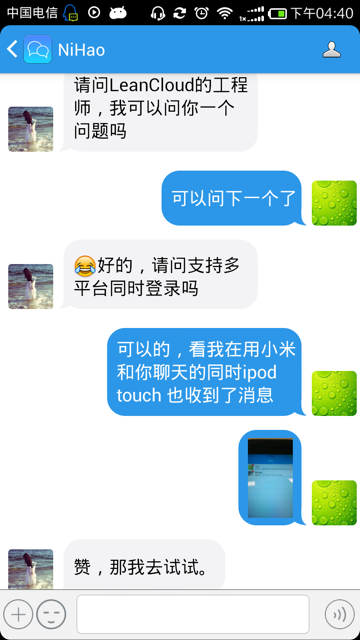 中国电信 下午04:40
NiHao
请问LeanCloud的工程
师，我可以问你一个
问题吗
可以问下一个了
😂好的，请问支持多
平台同时登录吗
可以的，看我在用小米
和你聊天的同时ipod
touch 也收到了消息
赞，那我去试试。